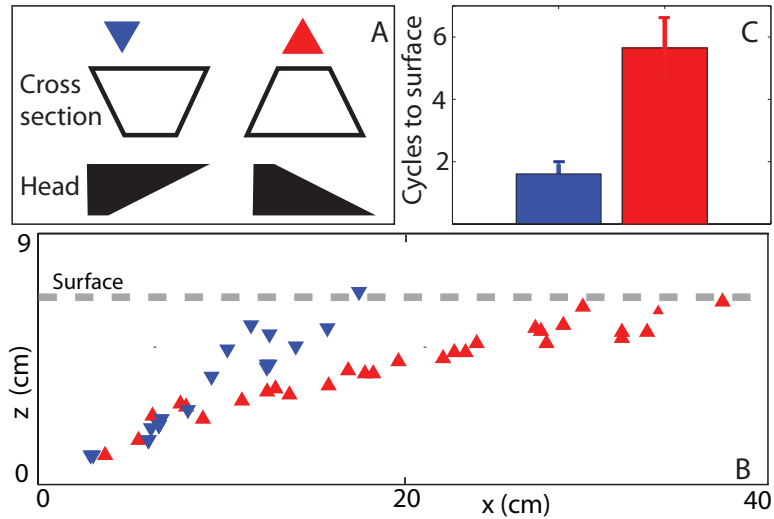 A
Cross
section
Head
C
Cycles to surface
6
4
2
9
Surface
z (cm)
0
B
0
20
40
x (cm)